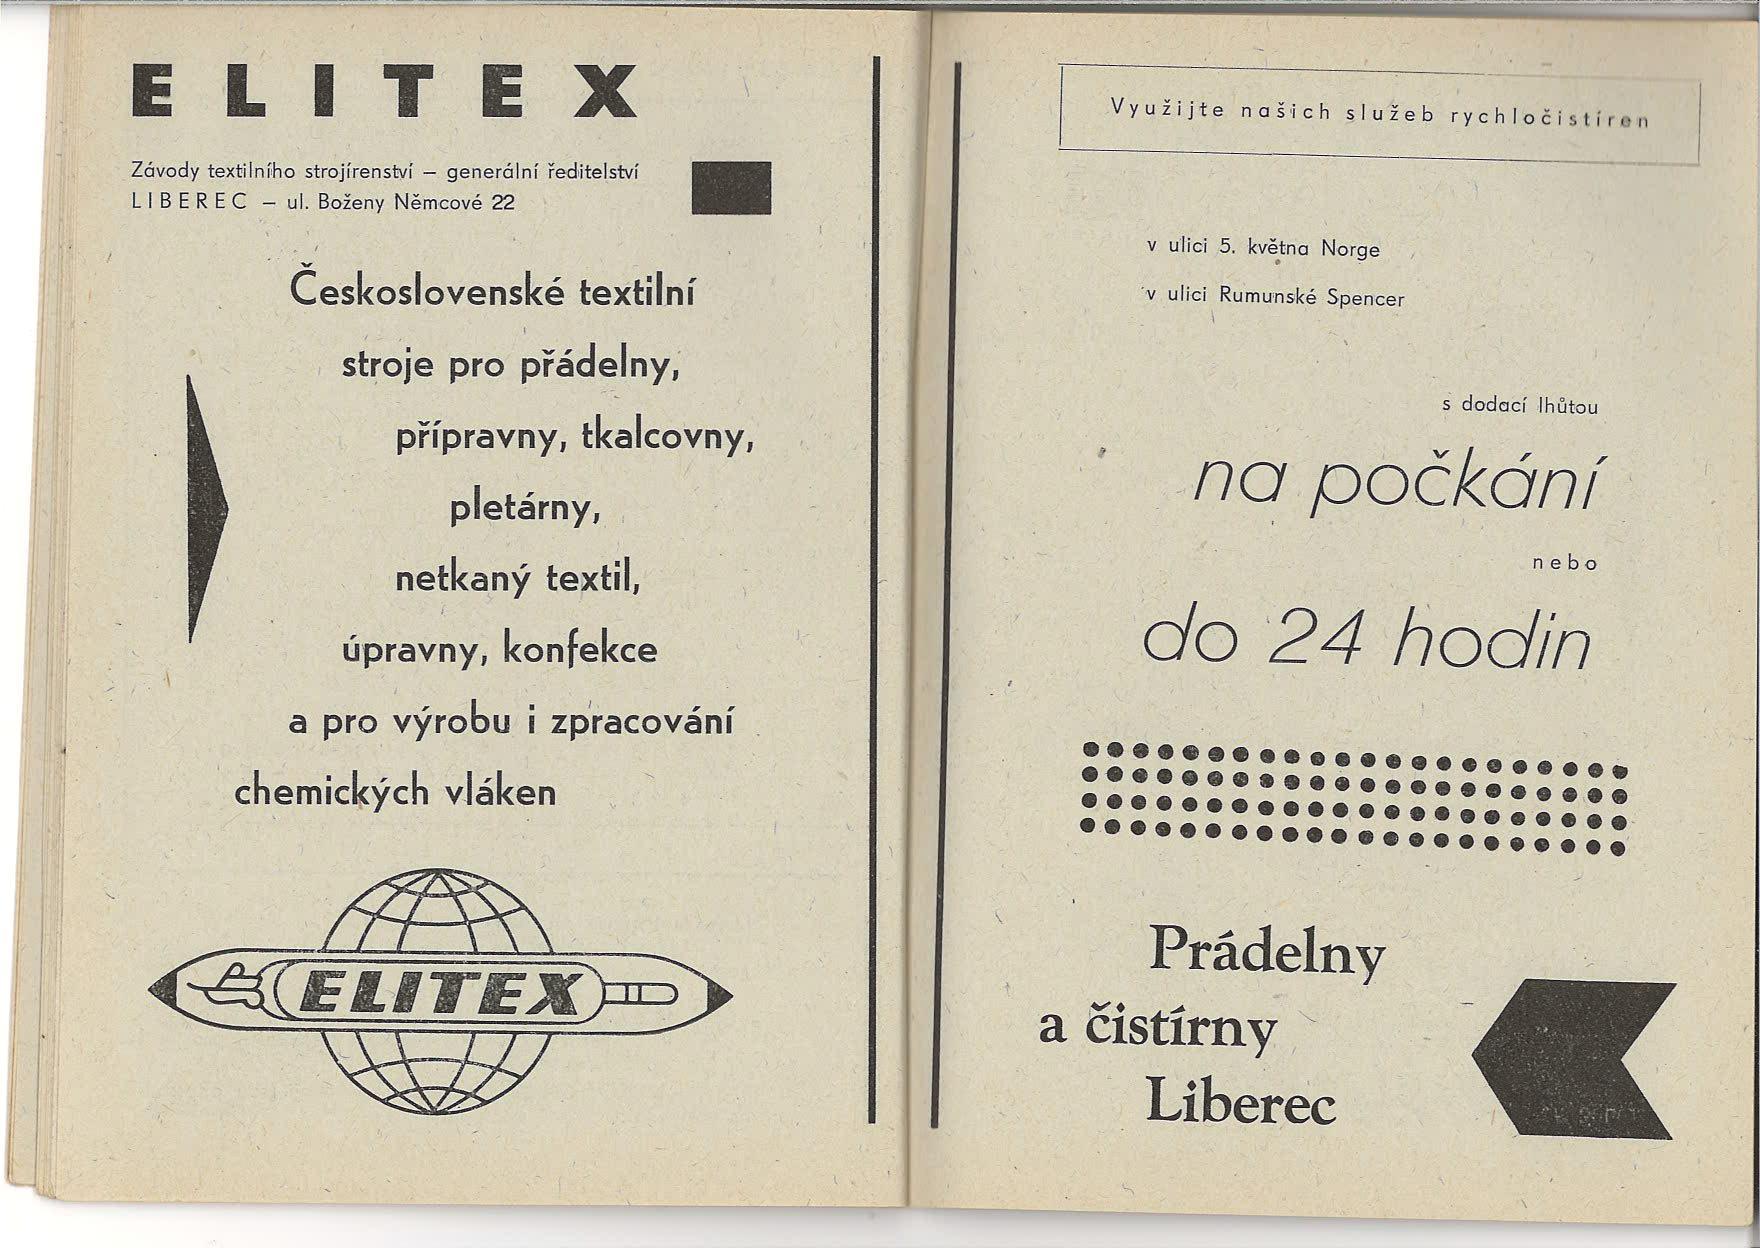 ELITEX
Závody textilního strojírenství – generální ředitelství
LIBEREC – ul. Boženy Němcové 22
Československé textilní
stroje pro přádelny,
přípravny, tkalcovny,
pletárny,
netkaný textil,
úpravny, konfekce
a pro výrobu i zpracování
chemických vláken
ELITEX
Využijte našich služeb rychločistíren
v ulici 5. května Norge
v ulici Rumunské Spencer
s dodací lhůtou
na počkání
nebo
do 24 hodin
Prádelny
a čistírny
Liberec